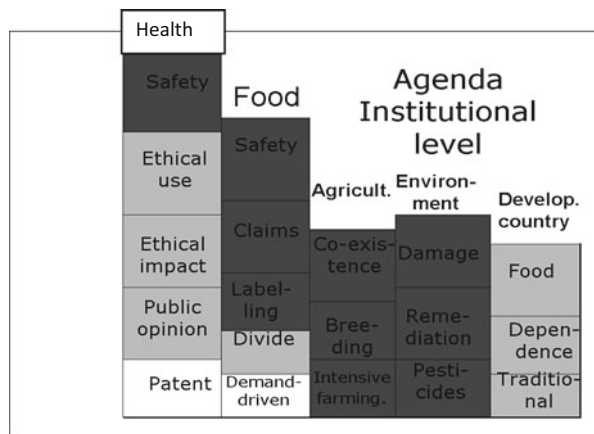 Health
Safety
Ethical
use
Ethical
impact
Public
opinion
Patent
Food
Safety
Claims
Label-
lling
Divide
Demand-
driven
Agenda
Institutional
level
Agricult.
Co-exis-
tence
Bree-
ding
Intensive
farming.
Environ-
ment
Damage
Reme-
diation
Pesti-
cides
Develop.
country
Food
Depen-
dence
Traditio-
nal